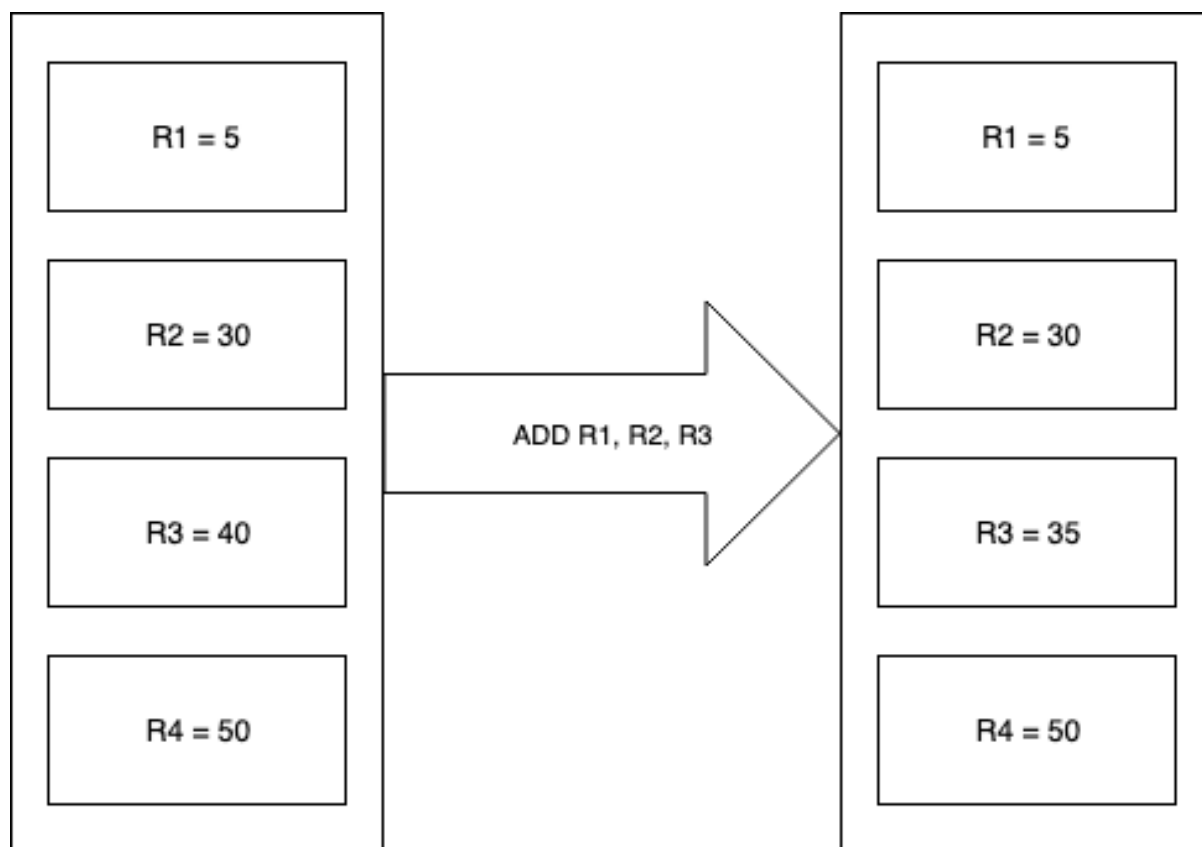 R1 = 5
R2 = 30
R3 = 40
R4 = 50
ADD R1, R2, R3
R1 = 5
R2 = 30
R3 = 35
R4 = 50